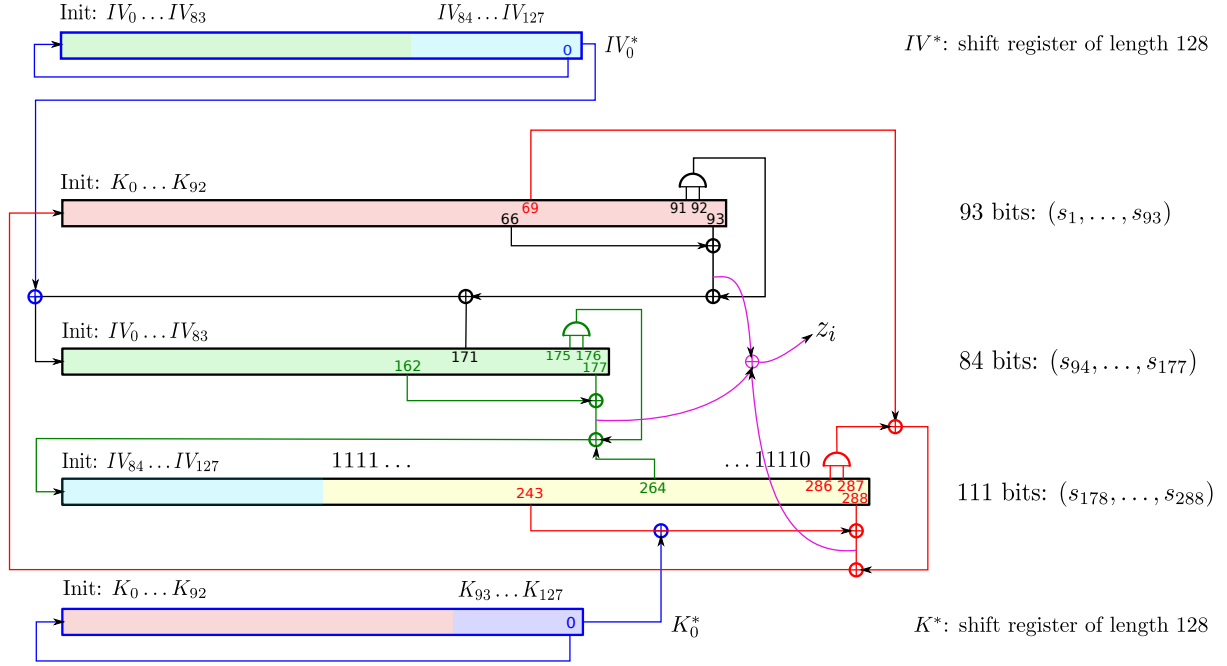 Init: IV₀ … IV₈₃ IV₈₄ … IV₁₂₇
0 IV₀* IV*: shift register of length 128
Init: K₀ … K₉₂
69 91 92
66 93 93 bits: (s₁, …, s₉₃)
Init: IV₀ … IV₈₃
171 175 176
162 177 84 bits: (s₉₄, …, s₁₇₇)
zᵢ
Init: IV₈₄ … IV₁₂₇ 1111 … … 11110
243 264 286 287
288 111 bits: (s₁₇₈, …, s₂₈₈)
Init: K₀ … K₉₂ K₉₃ … K₁₂₇
0 K₀* K*: shift register of length 128